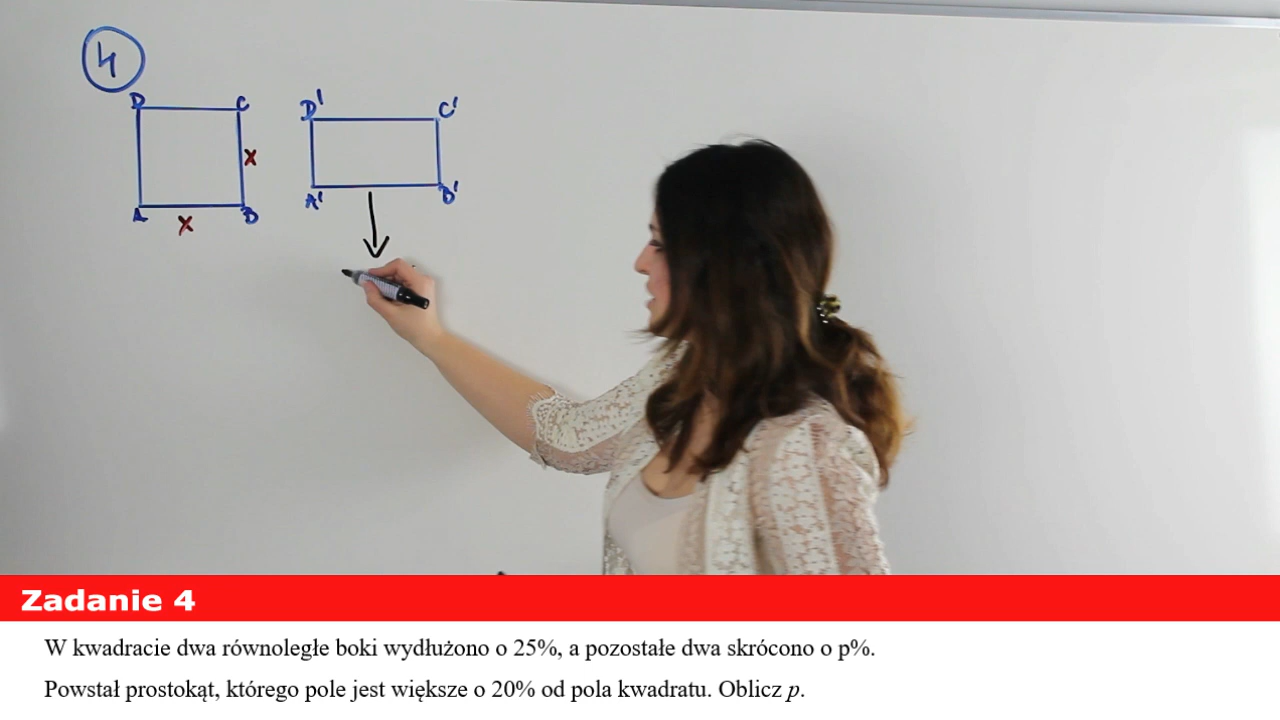 4
D C D' C'
x
A B A' B'
x
Zadanie 4
W kwadracie dwa równoległe boki wydłużono o 25%, a pozostałe dwa skrócono o p%.
Powstał prostokąt, którego pole jest większe o 20% od pola kwadratu. Oblicz p.